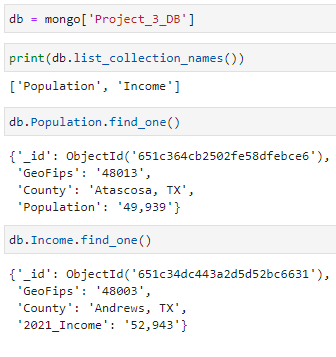 db = mongo['Project_3_DB']
print(db.list_collection_names())
['Population', 'Income']
db.Population.find_one()
{'_id': ObjectId('651c364cb2502fe58dfebce6'),
 'GeoFips': '48013',
 'County': 'Atascosa, TX',
 'Population': '49,939'}
db.Income.find_one()
{'_id': ObjectId('651c34dc443a2d5d52bc6631'),
 'GeoFips': '48003',
 'County': 'Andrews, TX',
 '2021_Income': '52,943'}